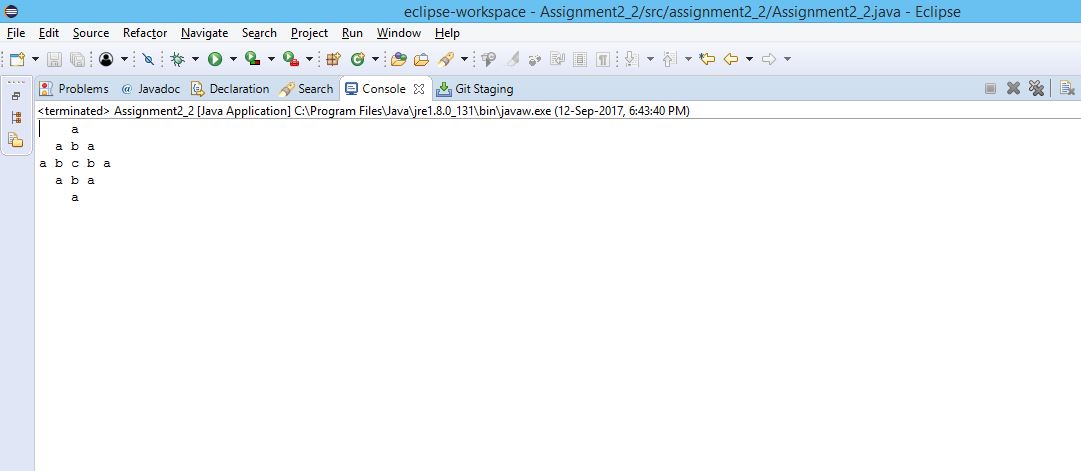 eclipse-workspace - Assignment2_2/src/assignment2_2/Assignment2_2.java - Eclipse
File Edit Source Refactor Navigate Search Project Run Window Help
Problems @ Javadoc Declaration Search Console Git Staging
<terminated> Assignment2_2 [Java Application] C:\Program Files\Java\jre1.8.0_131\bin\javaw.exe (12-Sep-2017, 6:43:40 PM)
    a
  a b a
a b c b a
  a b a
    a